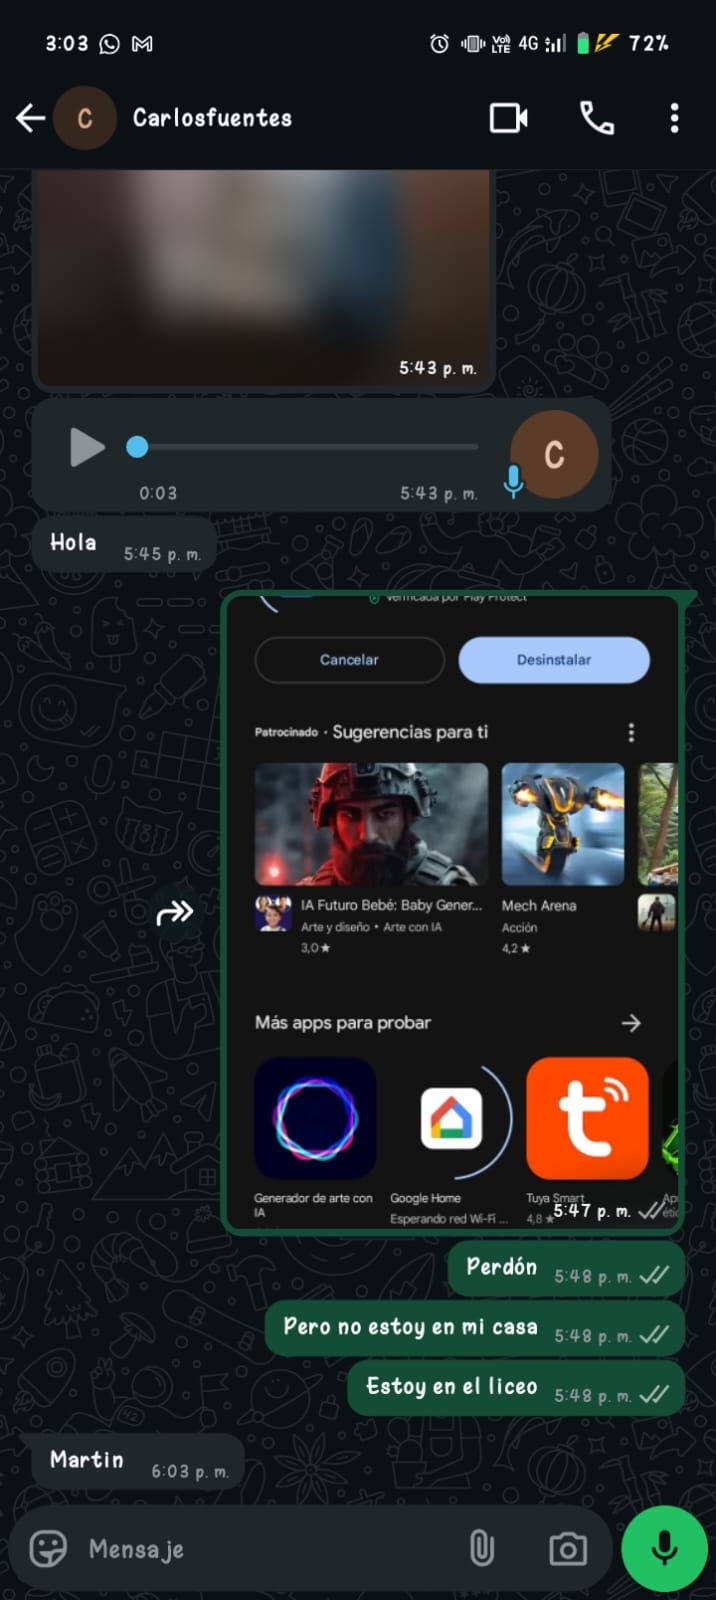 3:03 Vo) LTE 4G 72%
C Carlosfuentes
5:43 p. m.
C
0:03 5:43 p. m.
Hola 5:45 p. m.
Verificada por Play Protect
Cancelar Desinstalar
Patrocinado · Sugerencias para ti
IA Futuro Bebé: Baby Gener... Mech Arena
Arte y diseño • Arte con IA Acción
3,0★ 4,2★
Más apps para probar
Generador de arte con IA
Google Home
Esperando red Wi-Fi ...
Tuya Smart
4,8★
5:47 p. m.
Perdón 5:48 p. m.
Pero no estoy en mi casa 5:48 p. m.
Estoy en el liceo 5:48 p. m.
Martin 6:03 p. m.
Mensaje